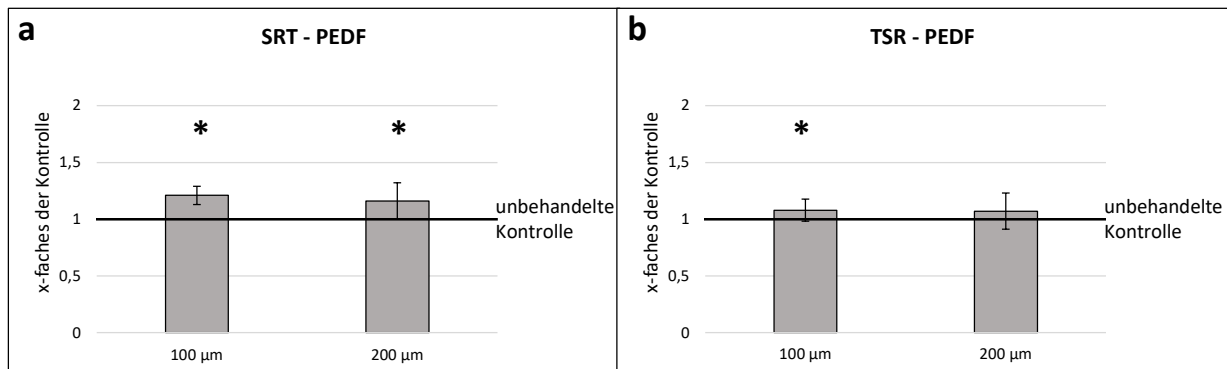 a
SRT - PEDF
x-faches der Kontrolle
2
1,5
1
0,5
0
*
*
unbehandelte
Kontrolle
100 µm
200 µm
b
TSR - PEDF
x-faches der Kontrolle
2
1,5
1
0,5
0
*
unbehandelte
Kontrolle
100 µm
200 µm